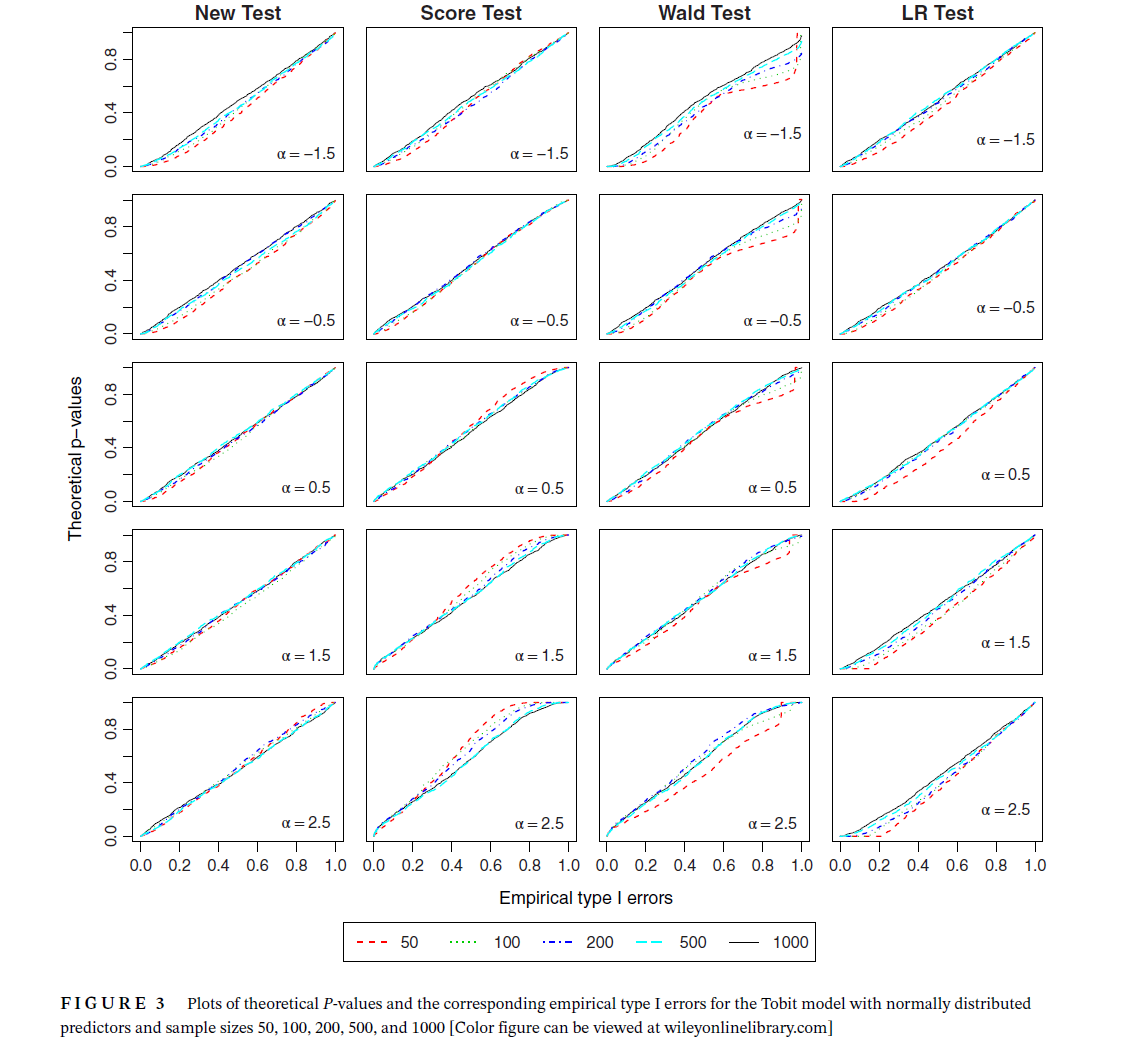 New Test Score Test Wald Test LR Test
0.0 0.4 0.8
α = −1.5 α = −1.5 α = −1.5 α = −1.5
0.0 0.4 0.8
α = −0.5 α = −0.5 α = −0.5 α = −0.5
Theoretical p−values
0.0 0.4 0.8
α = 0.5 α = 0.5 α = 0.5 α = 0.5
0.0 0.4 0.8
α = 1.5 α = 1.5 α = 1.5 α = 1.5
0.0 0.4 0.8
α = 2.5 α = 2.5 α = 2.5 α = 2.5
0.0 0.2 0.4 0.6 0.8 1.0 0.0 0.2 0.4 0.6 0.8 1.0 0.0 0.2 0.4 0.6 0.8 1.0 0.0 0.2 0.4 0.6 0.8 1.0
Empirical type I errors
50 100 200 500 1000
FIGURE 3 Plots of theoretical P-values and the corresponding empirical type I errors for the Tobit model with normally distributed
predictors and sample sizes 50, 100, 200, 500, and 1000 [Color figure can be viewed at wileyonlinelibrary.com]